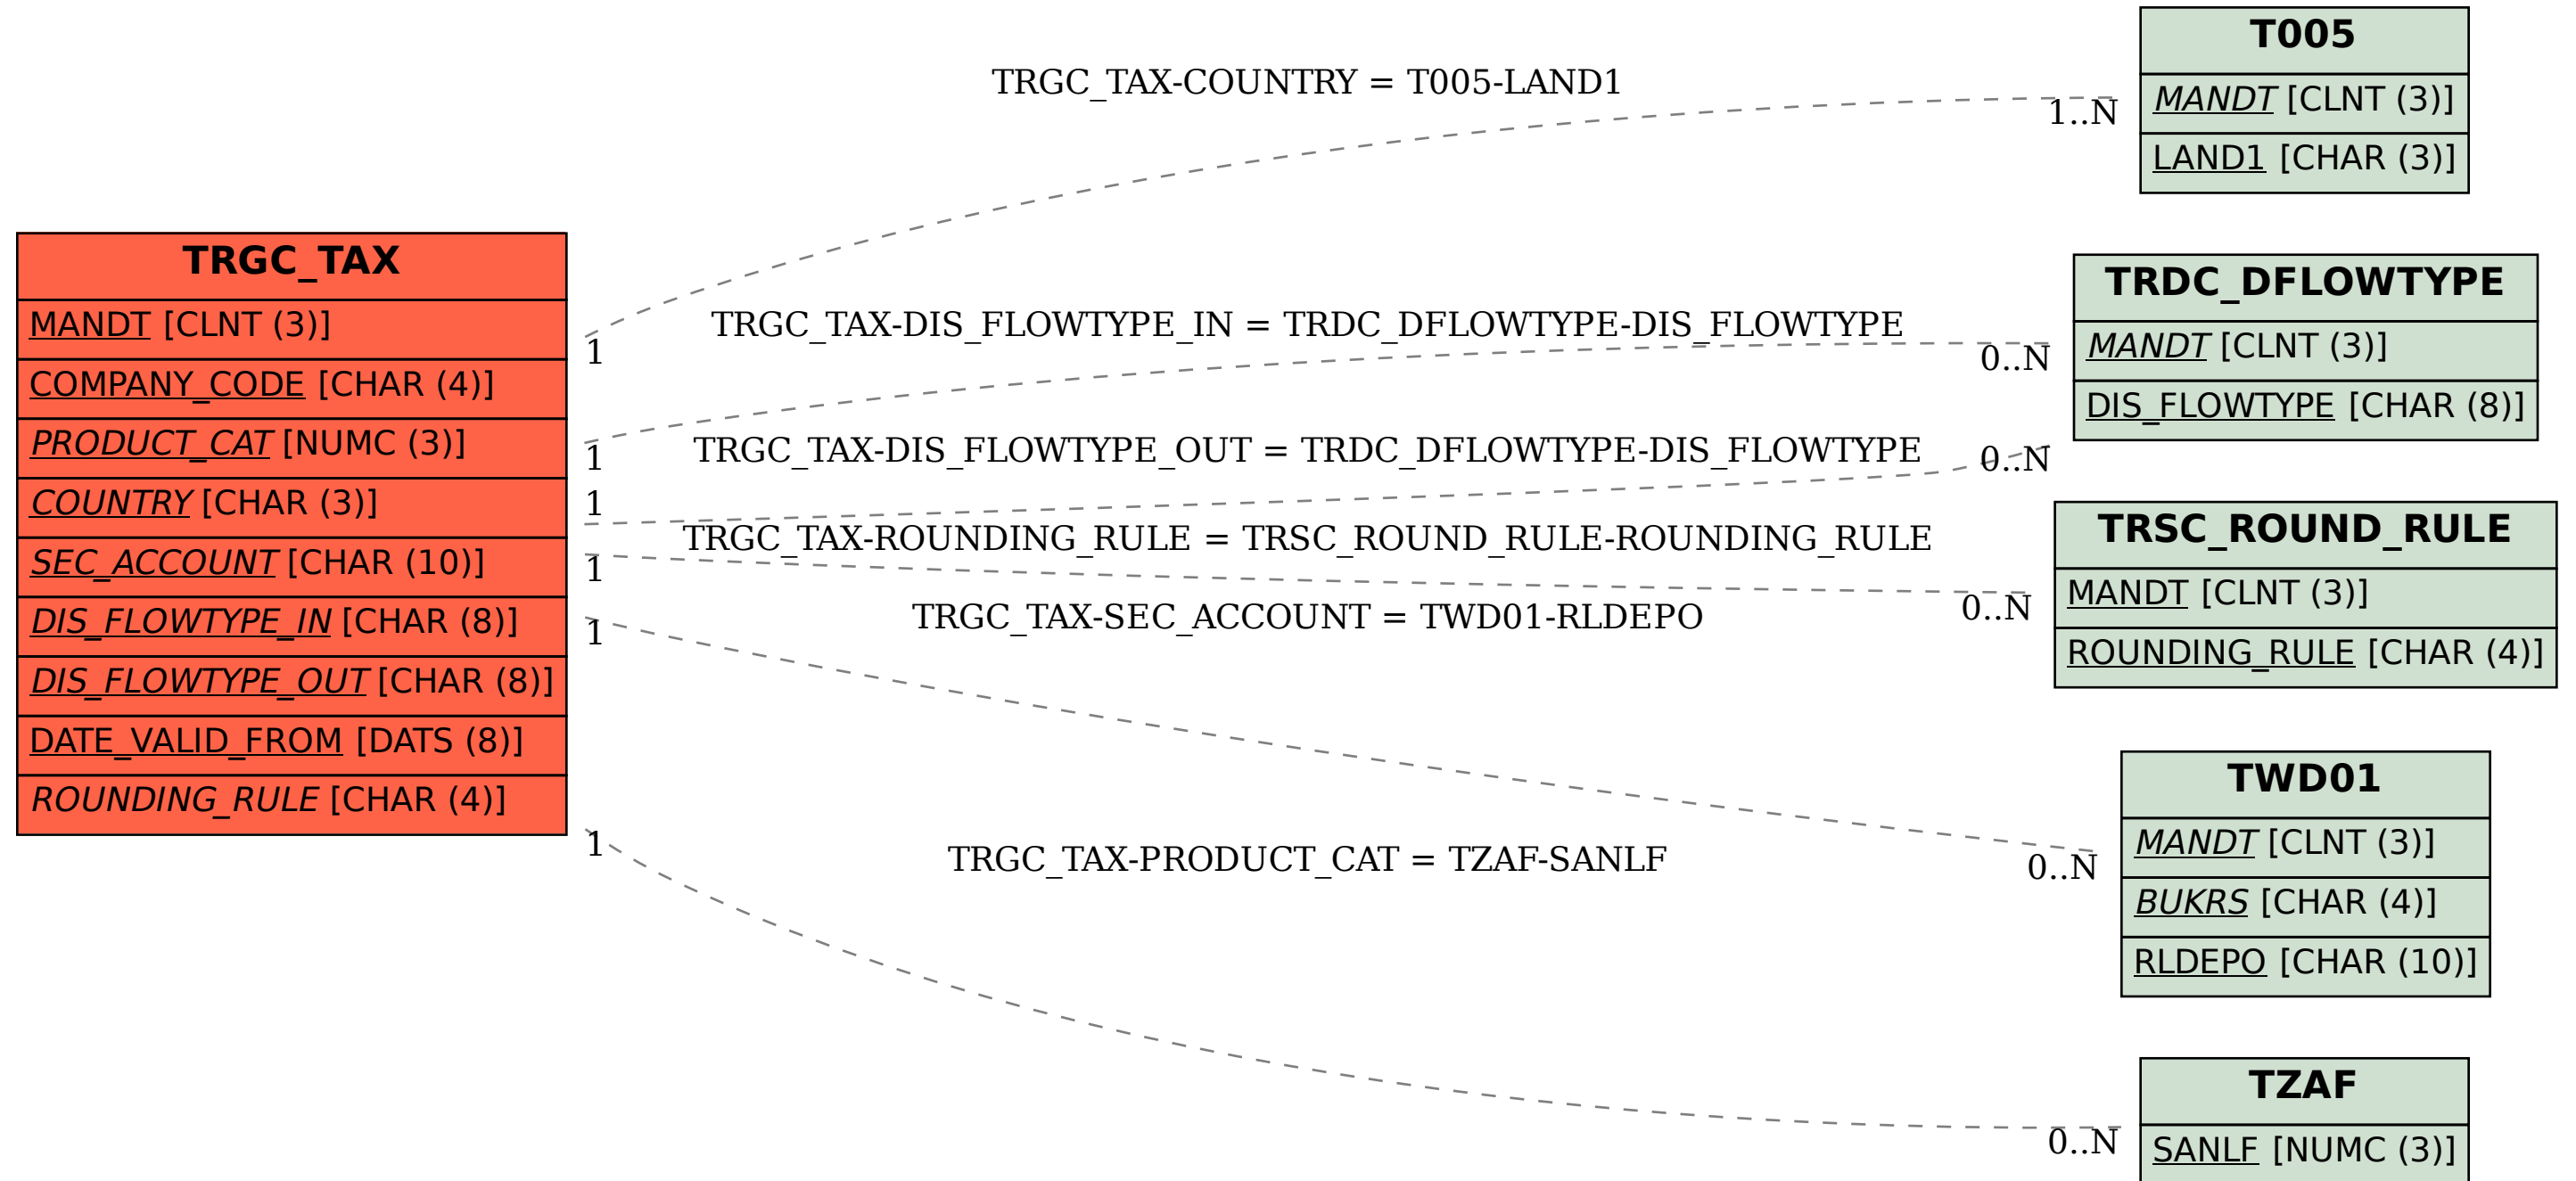 TRGC_TAX
MANDT [CLNT (3)]
COMPANY_CODE [CHAR (4)]
PRODUCT_CAT [NUMC (3)]
COUNTRY [CHAR (3)]
SEC_ACCOUNT [CHAR (10)]
DIS_FLOWTYPE_IN [CHAR (8)]
DIS_FLOWTYPE_OUT [CHAR (8)]
DATE_VALID_FROM [DATS (8)]
ROUNDING_RULE [CHAR (4)]
TRGC_TAX-COUNTRY = T005-LAND1
1
1..N
TRGC_TAX-DIS_FLOWTYPE_IN = TRDC_DFLOWTYPE-DIS_FLOWTYPE
1
0..N
TRGC_TAX-DIS_FLOWTYPE_OUT = TRDC_DFLOWTYPE-DIS_FLOWTYPE
1
0..N
TRGC_TAX-ROUNDING_RULE = TRSC_ROUND_RULE-ROUNDING_RULE
1
0..N
TRGC_TAX-SEC_ACCOUNT = TWD01-RLDEPO
1
0..N
TRGC_TAX-PRODUCT_CAT = TZAF-SANLF
1
0..N
T005
MANDT [CLNT (3)]
LAND1 [CHAR (3)]
TRDC_DFLOWTYPE
MANDT [CLNT (3)]
DIS_FLOWTYPE [CHAR (8)]
TRSC_ROUND_RULE
MANDT [CLNT (3)]
ROUNDING_RULE [CHAR (4)]
TWD01
MANDT [CLNT (3)]
BUKRS [CHAR (4)]
RLDEPO [CHAR (10)]
TZAF
SANLF [NUMC (3)]